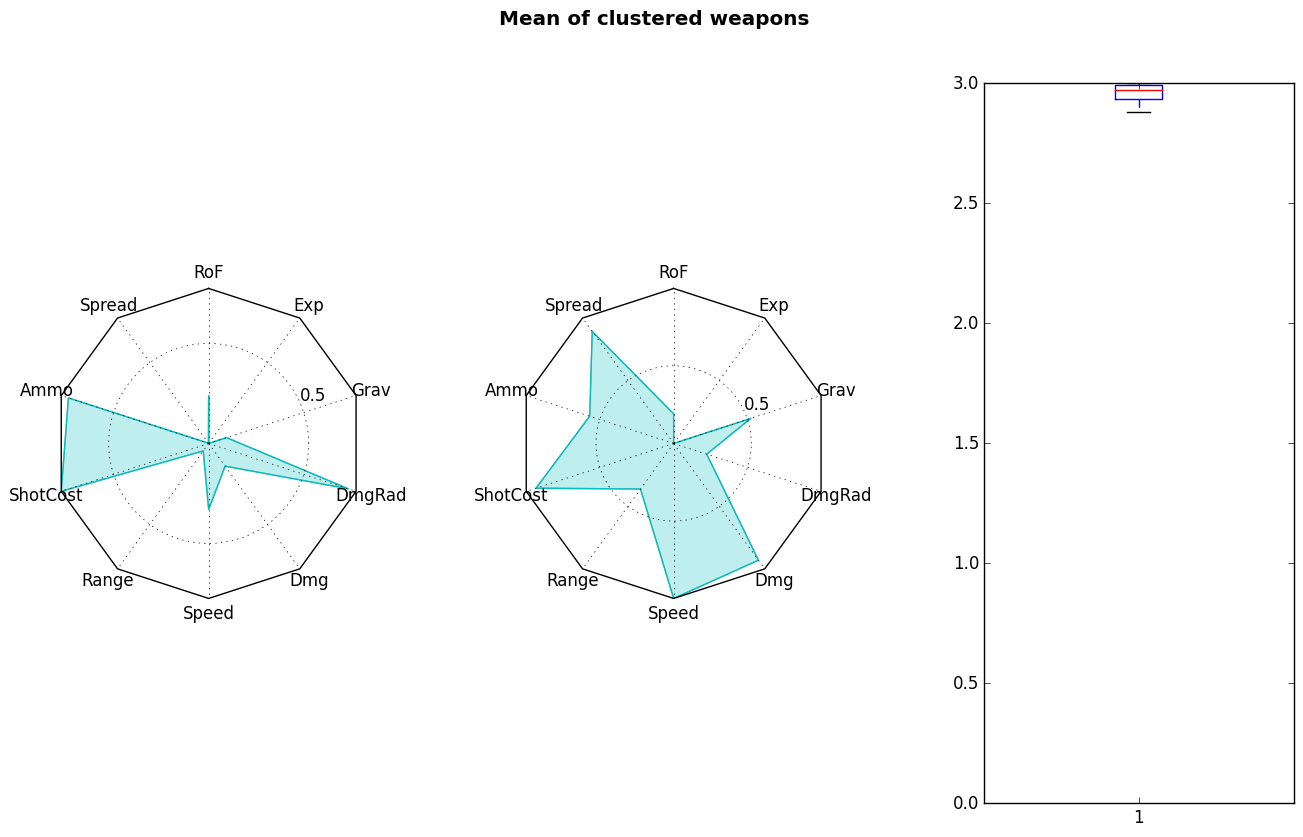 Mean of clustered weapons
RoF
Spread
Exp
Ammo
0.5
Grav
ShotCost
DmgRad
Range
Dmg
Speed
RoF
Spread
Exp
Ammo
0.5
Grav
ShotCost
DmgRad
Range
Dmg
Speed
3.0
2.5
2.0
1.5
1.0
0.5
0.0
1